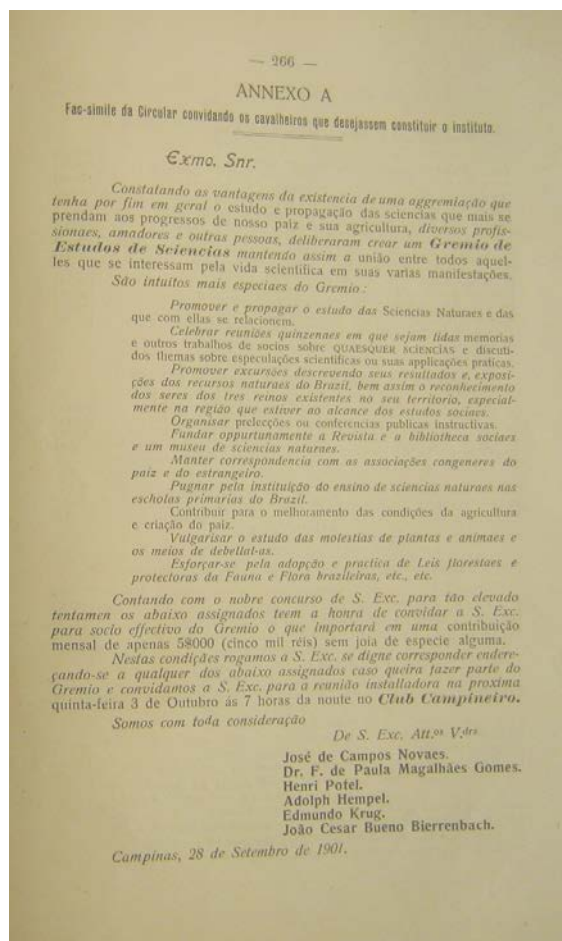 — 266 —
ANNEXO A
Fac-simile da Circular convidando os cavalheiros que desejassem constituir o instituto.
Exmo. Snr.
Constatando as vantagens da existencia de uma aggremiação que
tenha por fim em geral o estudo e propagação das sciencias que mais se
prendam aos progressos de nosso paiz e sua agricultura, diversos profis-
sionaes, amadores e outras pessoas, deliberaram crear um Gremio de
Estudos de Sciencias mantendo assim a união entre todos aquel-
les que se interessam pela vida scientifica em suas varias manifestações.
São intuitos mais especiaes do Gremio:
Promover e propagar o estudo das Sciencias Naturaes e das
que com ellas se relacionem.
Celebrar reuniões quinzenaes em que sejam lidas memorias
e outros trabalhos de socios sobre QUAESQUER SCIENCIAS e discuti-
dos themas sobre especulações scientificas ou suas applicações praticas.
Promover excursões descrevendo seus resultados e, exposi-
ções dos recursos naturaes do Brazil, bem assim o reconhecimento
dos seres dos tres reinos existentes no seu territorio, especial-
mente na região que estiver ao alcance dos estudos sociaes.
Organisar prelecções ou conferencias publicas instructivas.
Fundar oppurtunamente a Revista e a bibliotheca sociaes
e um museu de sciencias naturaes.
Manter correspondencia com as associações congeneres do
paiz e do estrangeiro.
Pugnar pela instituição do ensino de sciencias naturaes nas
escholas primarias do Brazil.
Contribuir para o melhoramento das condições da agricultura
e criação do paiz.
Vulgarisar o estudo das molestias de plantas e animaes e
os meios de debellal-as.
Esforçar-se pela adopção e practica de Leis florestaes e
protectoras da Fauna e Flora brazileiras, etc., etc.
Contando com o nobre concurso de S. Exc. para tão elevado
tentamen os abaixo assignados teem a honra de convidar a S. Exc.
para socio effectivo do Gremio o que importará em uma contribuição
mensal de apenas 5$000 (cinco mil réis) sem joia de especie alguma.
Nestas condições rogamos a S. Exc. se digne corresponder endere-
çando-se a qualquer dos abaixo assignados caso queira fazer parte do
Gremio e convidamos a S. Exc. para a reunião installadora na proxima
quinta-feira 3 de Outubro ás 7 horas da noute no Club Campineiro.
Somos com toda consideração
De S. Exc. Att.os V.drs
José de Campos Novaes.
Dr. F. de Paula Magalhães Gomes.
Henri Potel.
Adolph Hempel.
Edmundo Krug.
João Cesar Bueno Bierrenbach.
Campinas, 28 de Setembro de 1901.